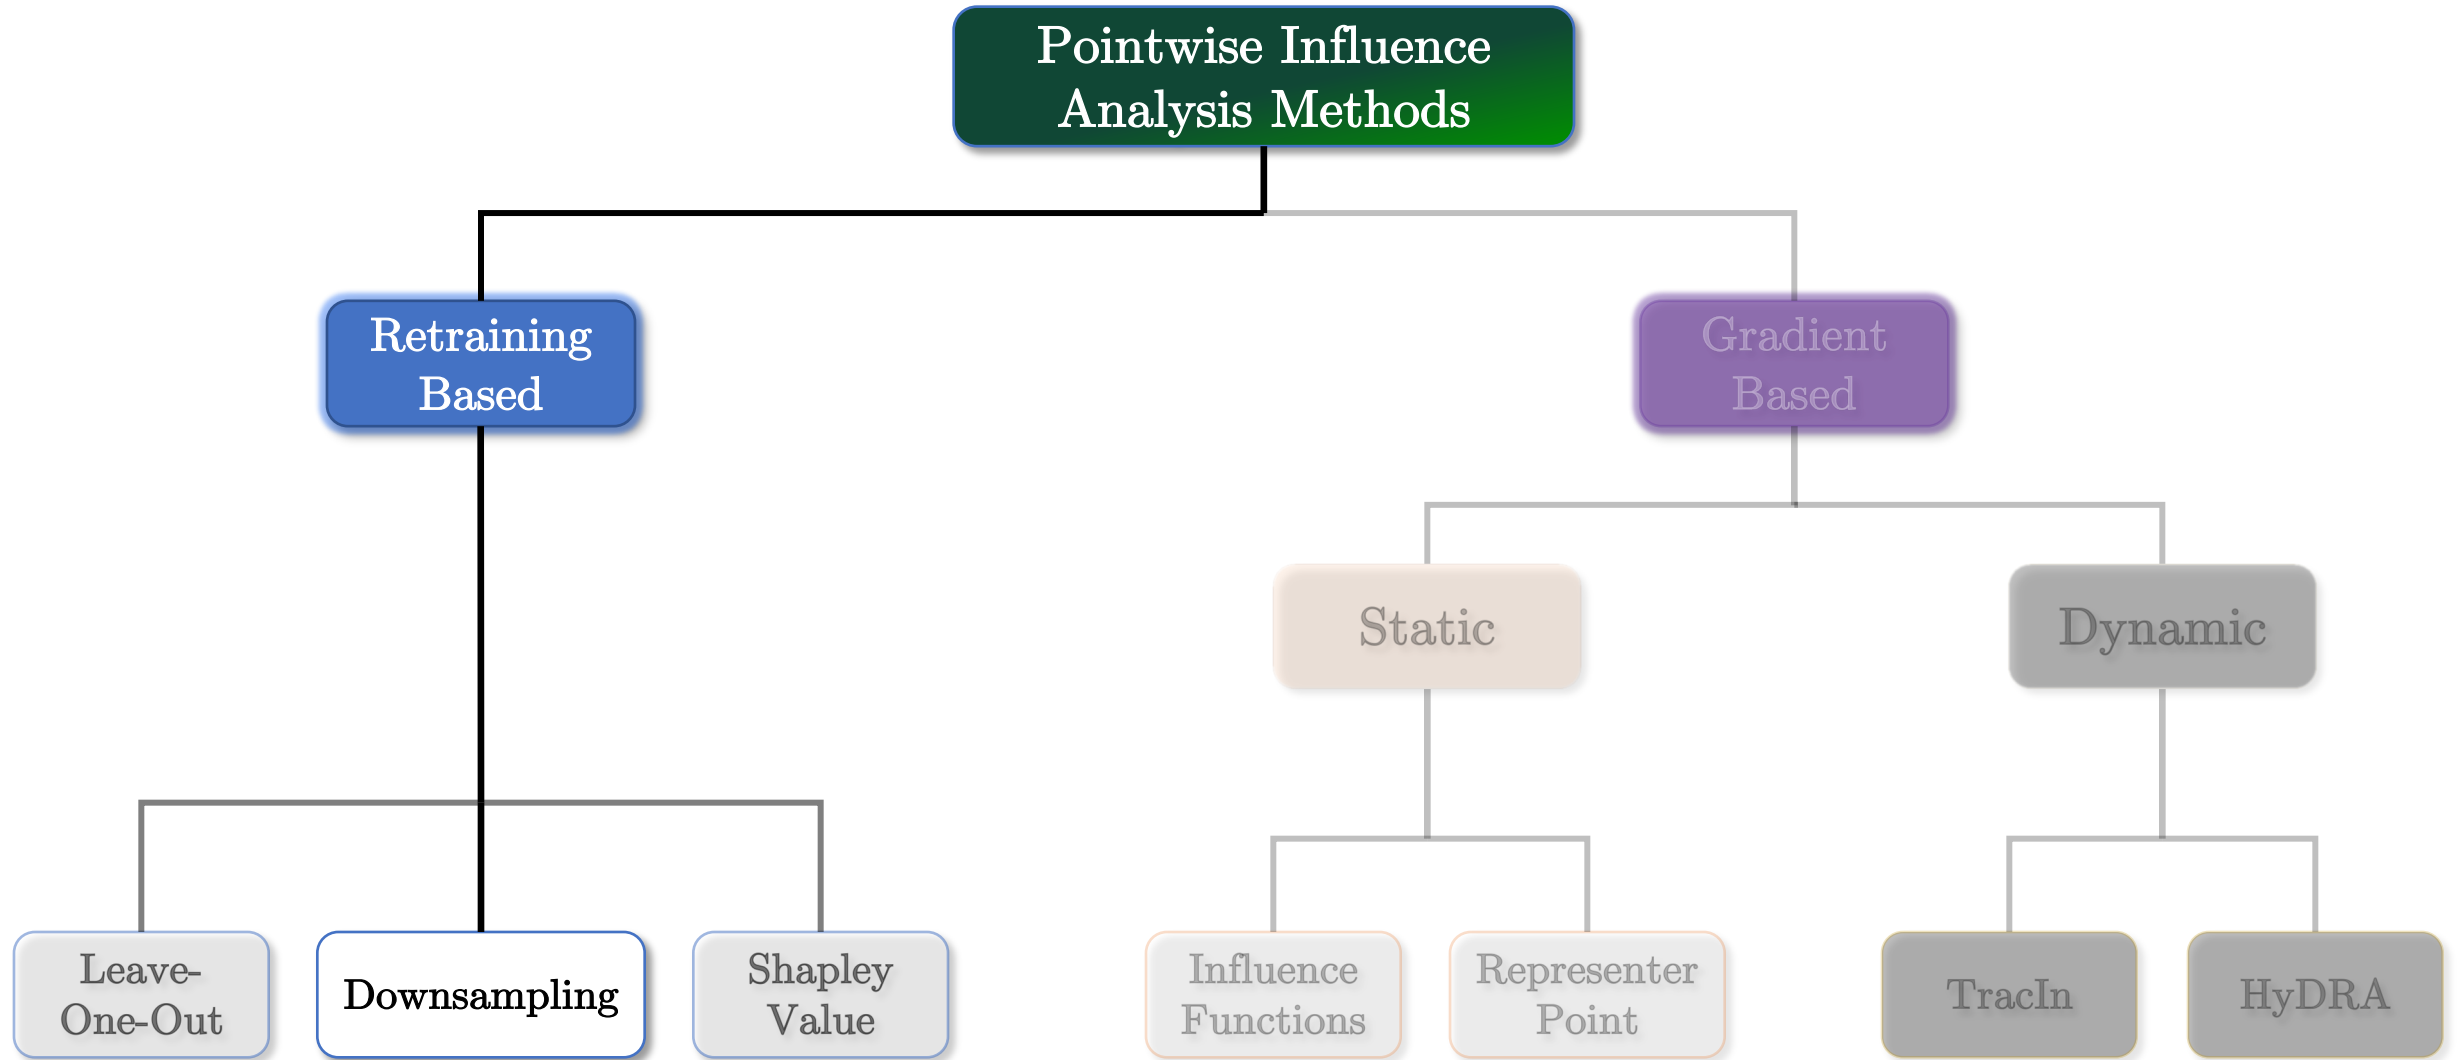 Pointwise Influence
Analysis Methods
Retraining
Based
Gradient
Based
Static
Dynamic
Leave-
One-Out
Downsampling
Shapley
Value
Influence
Functions
Representer
Point
TracIn
HyDRA